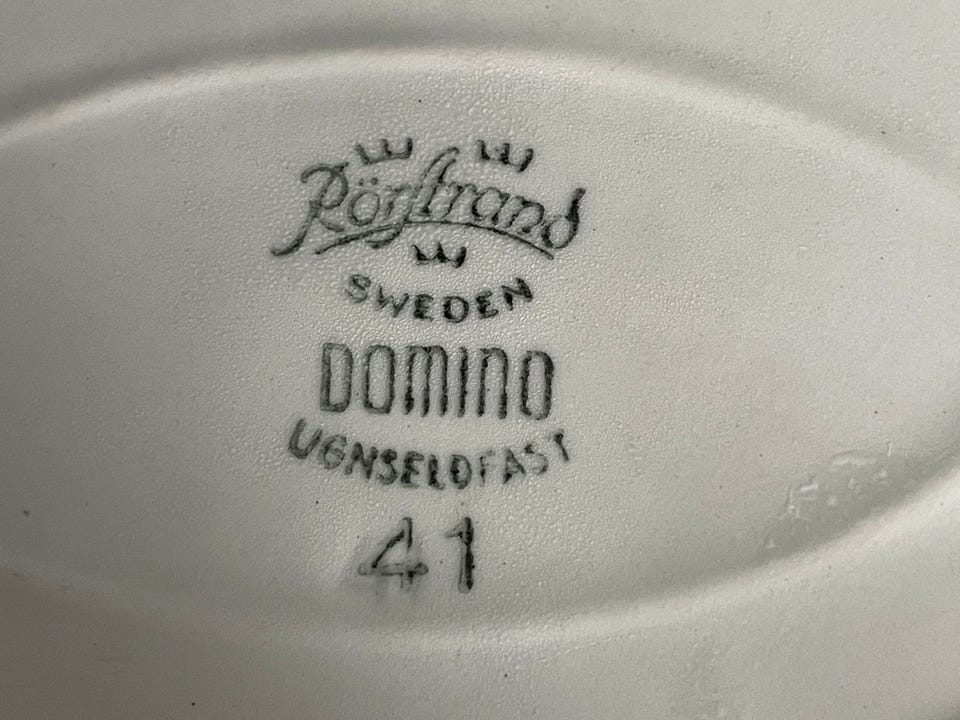 Rörstrand
SWEDEN
DOMINO
UGNSELDFAST
41